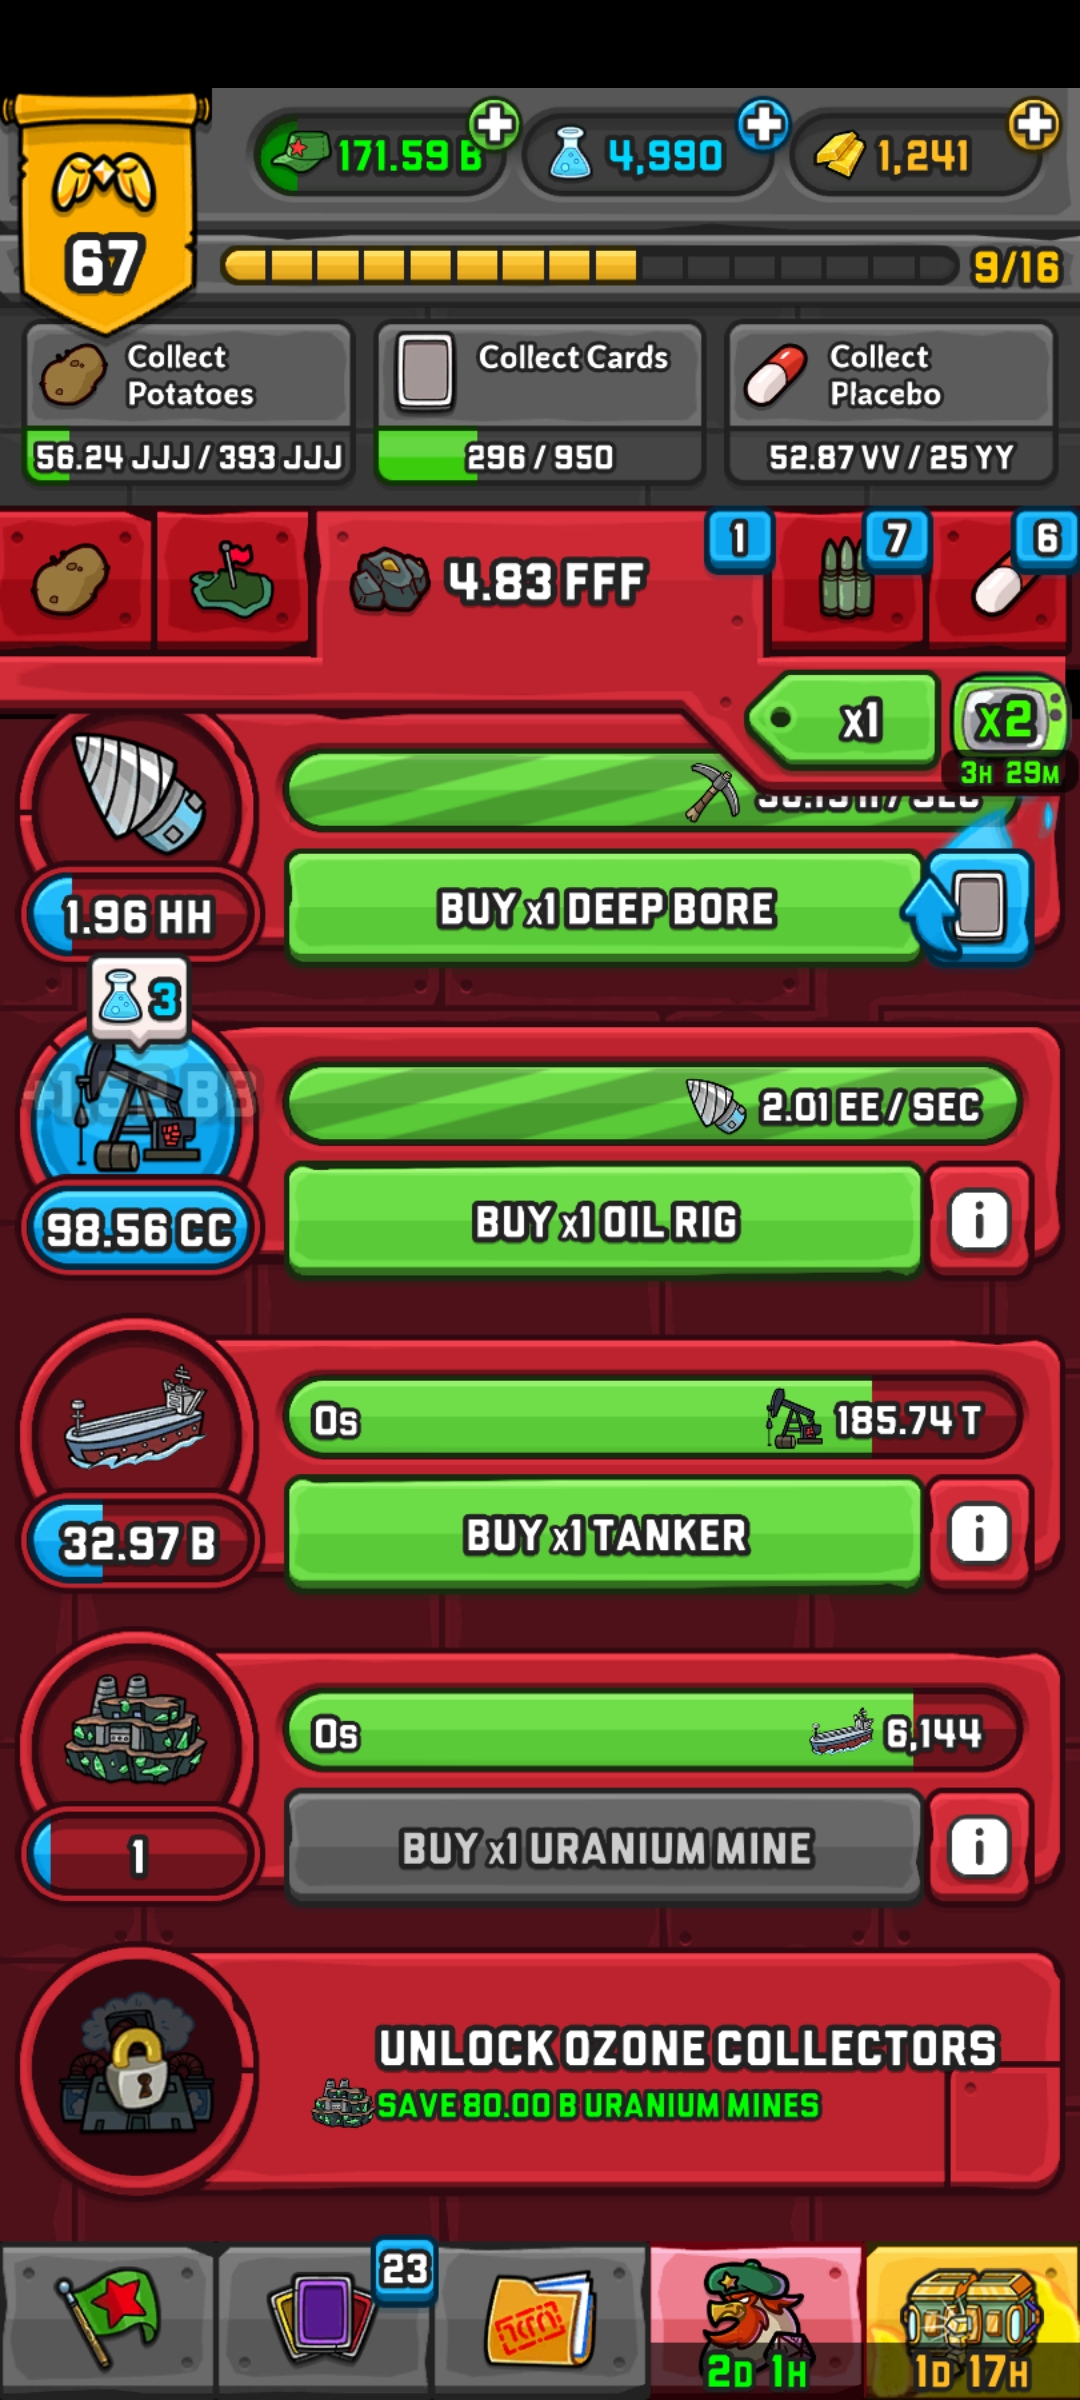 171.59 B
4,990
1,241
67
9/16
Collect
Potatoes
56.24 JJJ / 393 JJJ
Collect Cards
296 / 950
Collect
Placebo
52.87 VV / 25 YY
4.83 FFF
1
7
6
x1
x2
3H 29M
1.96 HH
BUY x1 DEEP BORE
3
98.56 CC
2.01 EE / SEC
BUY x1 OIL RIG
0s
185.74 T
32.97 B
BUY x1 TANKER
0s
6,144
1
BUY x1 URANIUM MINE
UNLOCK OZONE COLLECTORS
SAVE 80.00 B URANIUM MINES
23
2D 1H
1D 17H